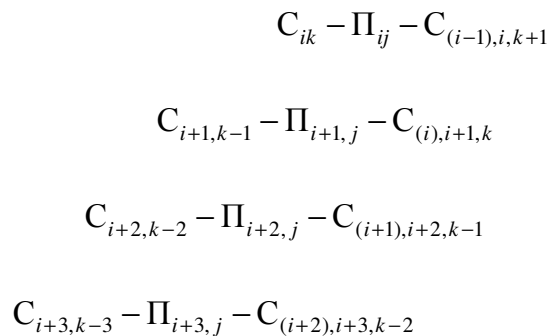 C_{ik} − Π_{ij} − C_{(i−1),i,k+1}
C_{i+1,k−1} − Π_{i+1,j} − C_{(i),i+1,k}
C_{i+2,k−2} − Π_{i+2,j} − C_{(i+1),i+2,k−1}
C_{i+3,k−3} − Π_{i+3,j} − C_{(i+2),i+3,k−2}